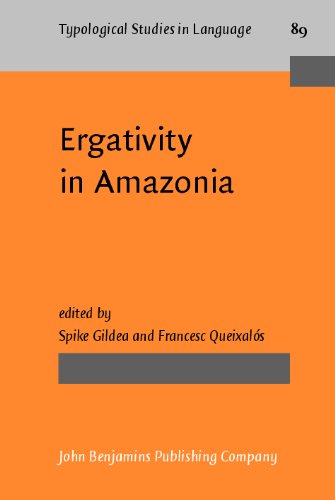 Typological Studies in Language 89
Ergativity
in Amazonia
edited by
Spike Gildea and Francesc Queixalós
John Benjamins Publishing Company